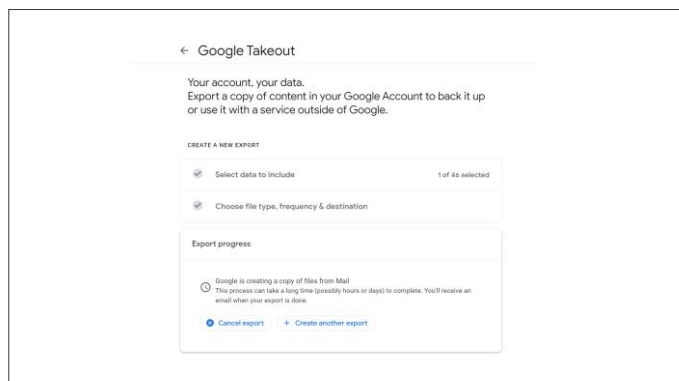 Google Takeout
Your account, your data.
Export a copy of content in your Google Account to back it up
or use it with a service outside of Google.
CREATE A NEW EXPORT
Select data to include 1 of 46 selected
Choose file type, frequency & destination
Export progress
Google is creating a copy of files from Mail
This process can take a long time (possibly hours or days) to complete. You'll receive an
email when your export is done.
Cancel export + Create another export